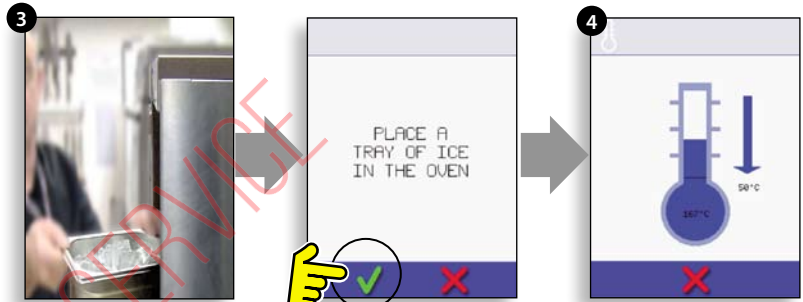 3
PLACE A
TRAY OF ICE
IN THE OVEN
4
50°C
167°C
SERVICE